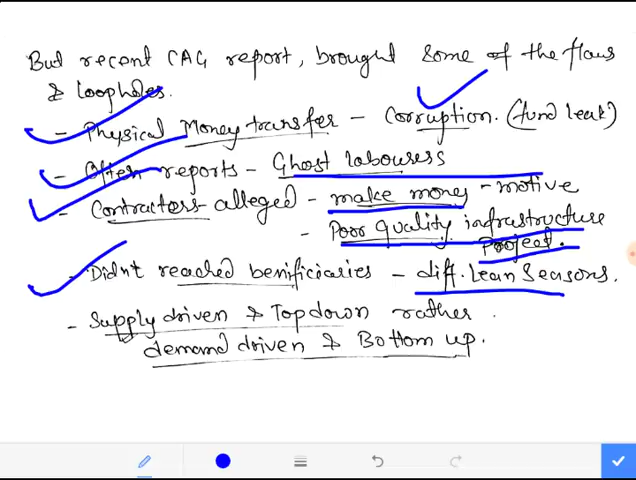 But recent CAG report, brought some of the flaws
& loopholes.
- Physical Money transfer - Corruption. (fund leak)
- Often reports - Ghost labouress
- Contractors alleged - make money - motive
- Poor quality infrastructure
Project.
- Didn't reached benificiaries - diff. Lean Seasons.
- Supply driven & Topdown rather
demand driven & Bottom up.